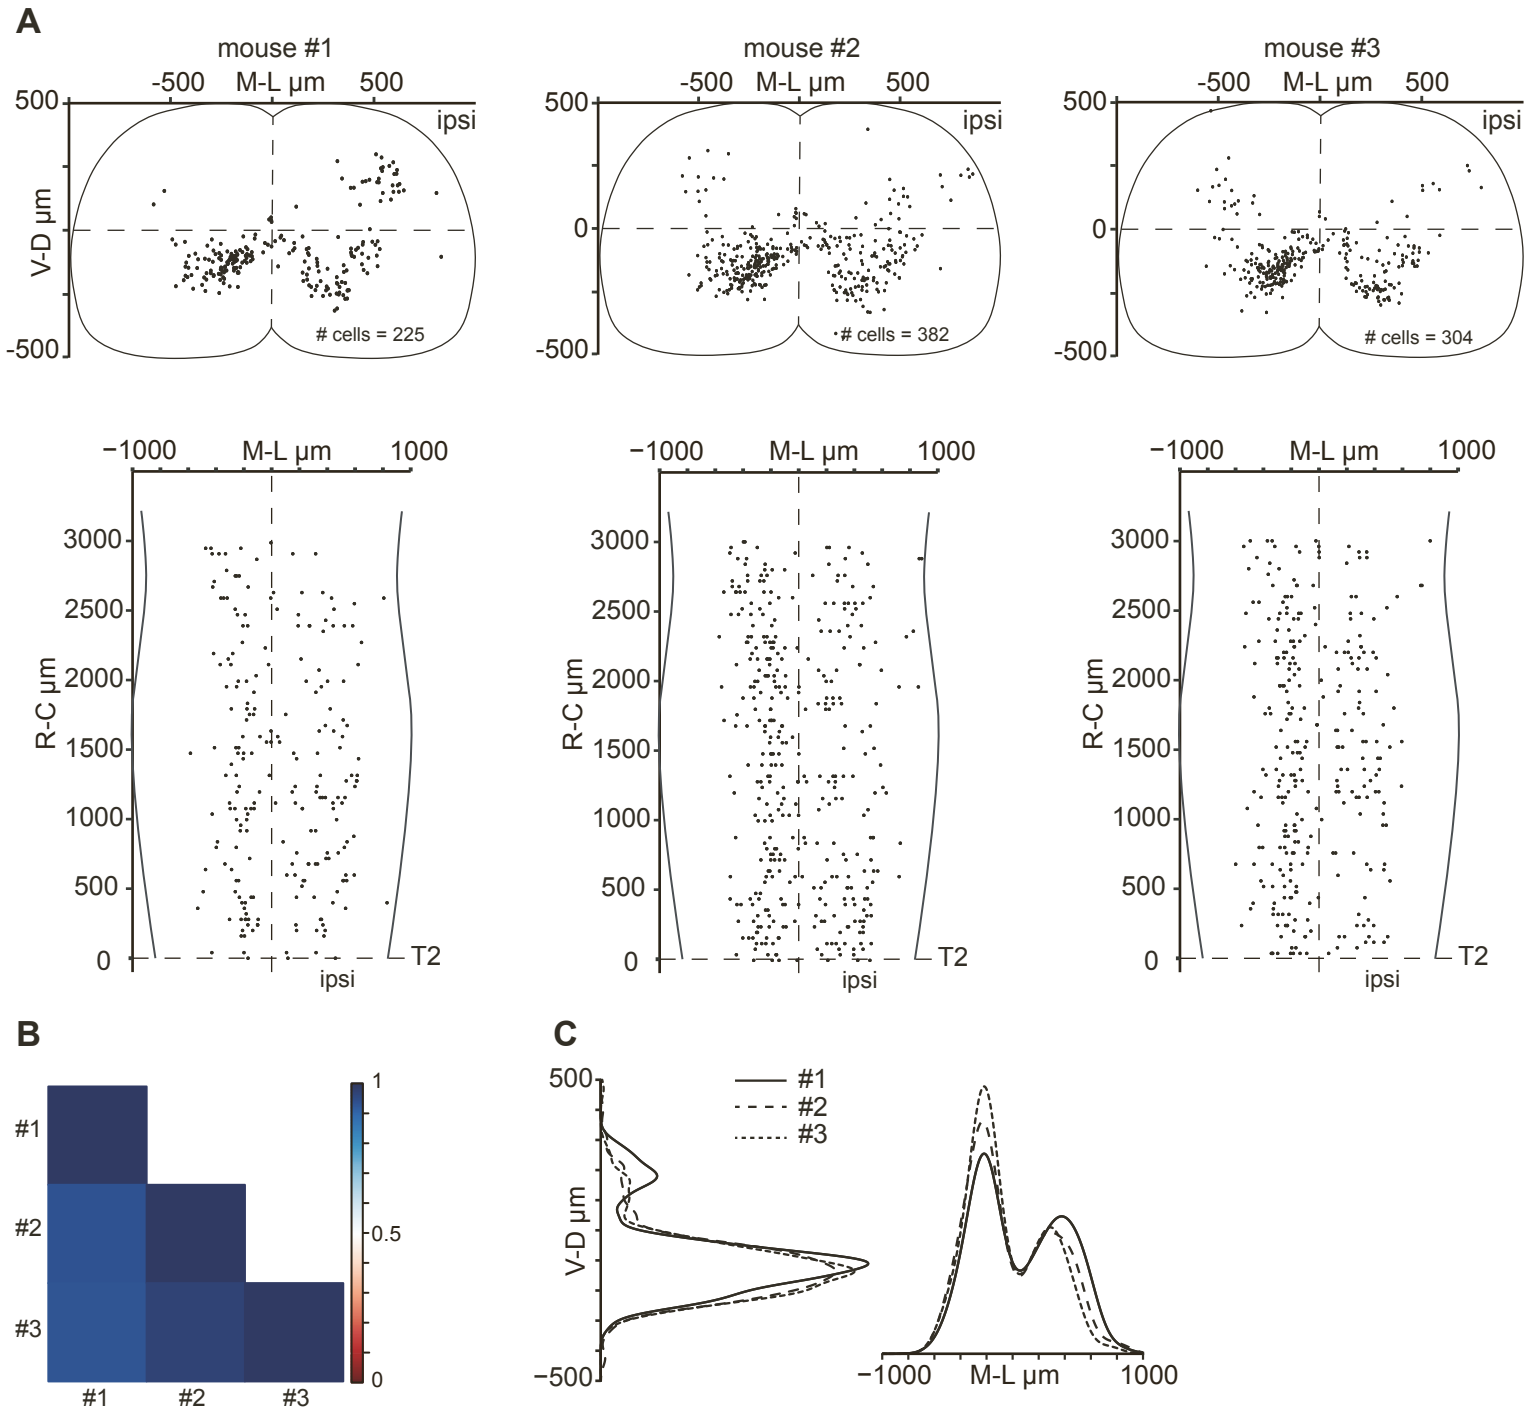 A
mouse #1
-500 M-L µm 500
500
ipsi
V-D µm
-500
# cells = 225
mouse #2
-500 M-L µm 500
500
ipsi
0
-500
# cells = 382
mouse #3
-500 M-L µm 500
500
ipsi
0
-500
# cells = 304
−1000 M-L µm 1000
3000
2500
2000
R-C µm
1500
1000
500
0
T2
ipsi
−1000 M-L µm 1000
3000
2500
2000
R-C µm
1500
1000
500
0
T2
ipsi
−1000 M-L µm 1000
3000
2500
2000
R-C µm
1500
1000
500
0
T2
ipsi
B
#1
#2
#3
#1 #2 #3
1
0.5
0
C
500
V-D µm
−500
#1
#2
#3
−1000 M-L µm 1000